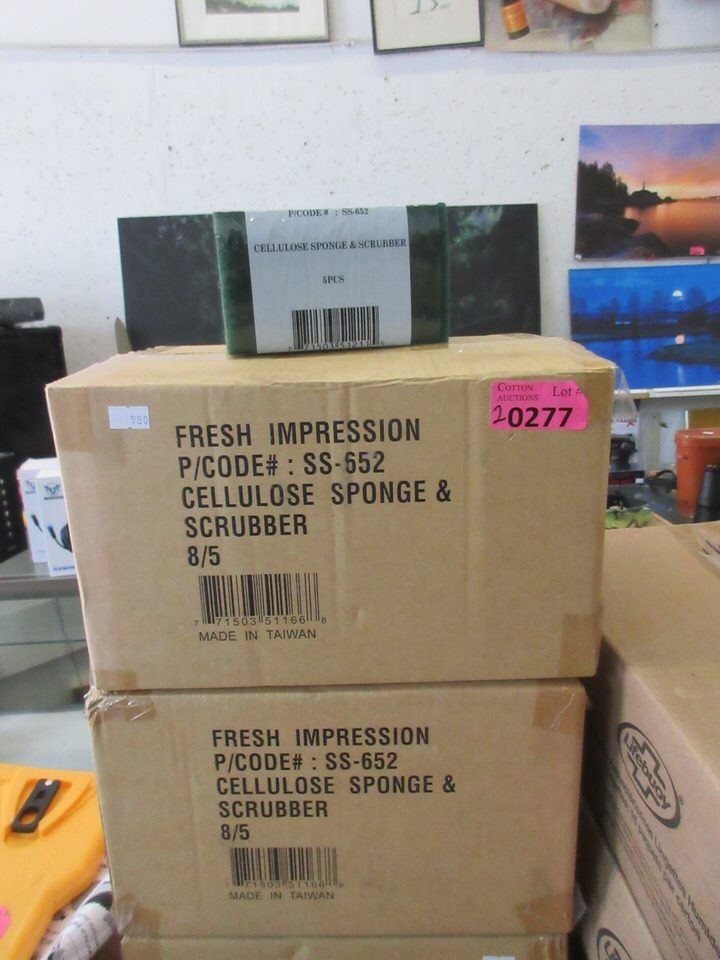 P/CODE # : SS-652
CELLULOSE SPONGE & SCRUBBER
5PCS
980
COTTON AUCTIONS
Lot #
20277
FRESH IMPRESSION
P/CODE# : SS-652
CELLULOSE SPONGE &
SCRUBBER
8/5
7 71503 51166 8
MADE IN TAIWAN
FRESH IMPRESSION
P/CODE# : SS-652
CELLULOSE SPONGE &
SCRUBBER
8/5
7 71503 51166 8
MADE IN TAIWAN
Lifebuoy